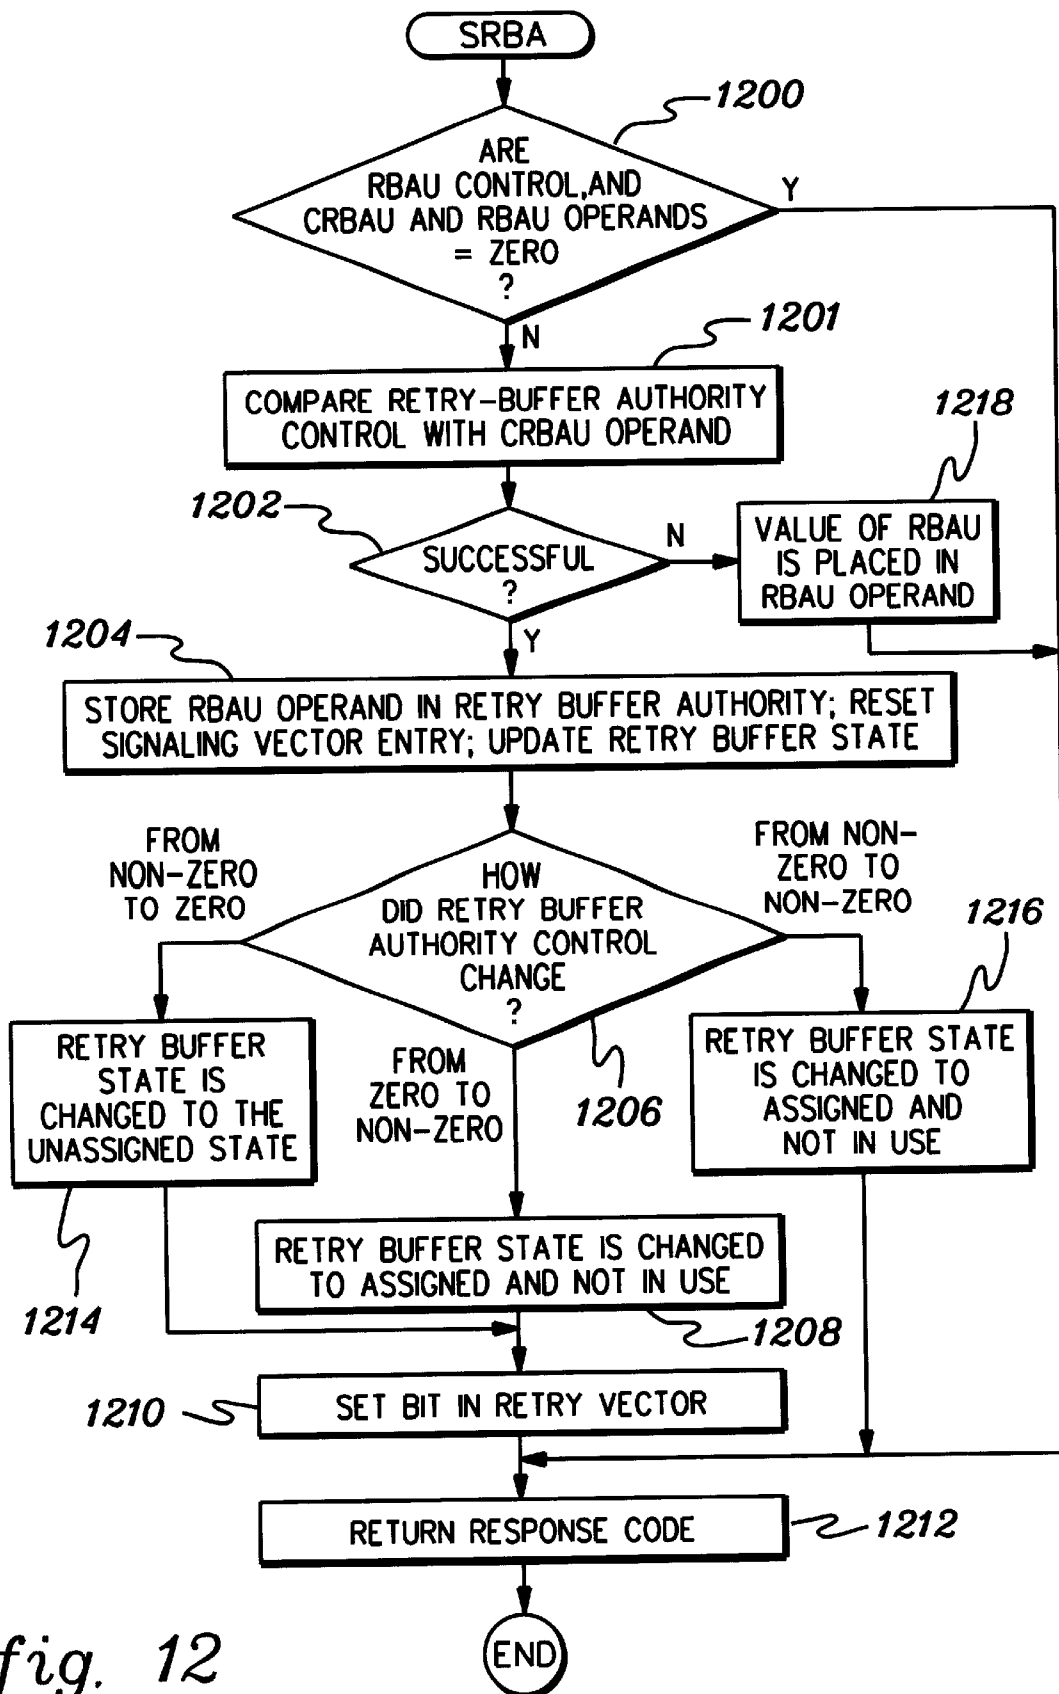 SRBA
1200
ARE
RBAU CONTROL,AND
CRBAU AND RBAU OPERANDS
= ZERO
?
Y
N
1201
COMPARE RETRY-BUFFER AUTHORITY
CONTROL WITH CRBAU OPERAND
1218
1202
SUCCESSFUL
?
N
VALUE OF RBAU
IS PLACED IN
RBAU OPERAND
Y
1204
STORE RBAU OPERAND IN RETRY BUFFER AUTHORITY; RESET
SIGNALING VECTOR ENTRY; UPDATE RETRY BUFFER STATE
FROM
NON-ZERO
TO ZERO
HOW
DID RETRY BUFFER
AUTHORITY CONTROL
CHANGE
?
FROM NON-
ZERO TO
NON-ZERO
1216
RETRY BUFFER
STATE IS
CHANGED TO THE
UNASSIGNED STATE
FROM
ZERO TO
NON-ZERO
1206
RETRY BUFFER STATE
IS CHANGED TO
ASSIGNED AND
NOT IN USE
1214
RETRY BUFFER STATE IS CHANGED
TO ASSIGNED AND NOT IN USE
1208
1210
SET BIT IN RETRY VECTOR
RETURN RESPONSE CODE
1212
END
fig. 12